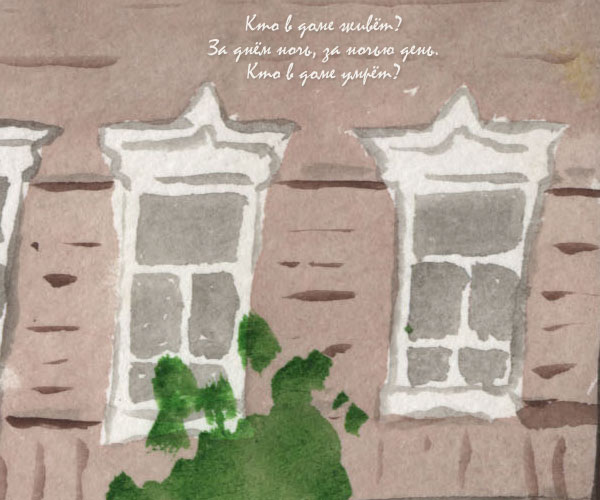 Кто в доме живёт?
За днём ночь, за ночью день.
Кто в доме умрёт?